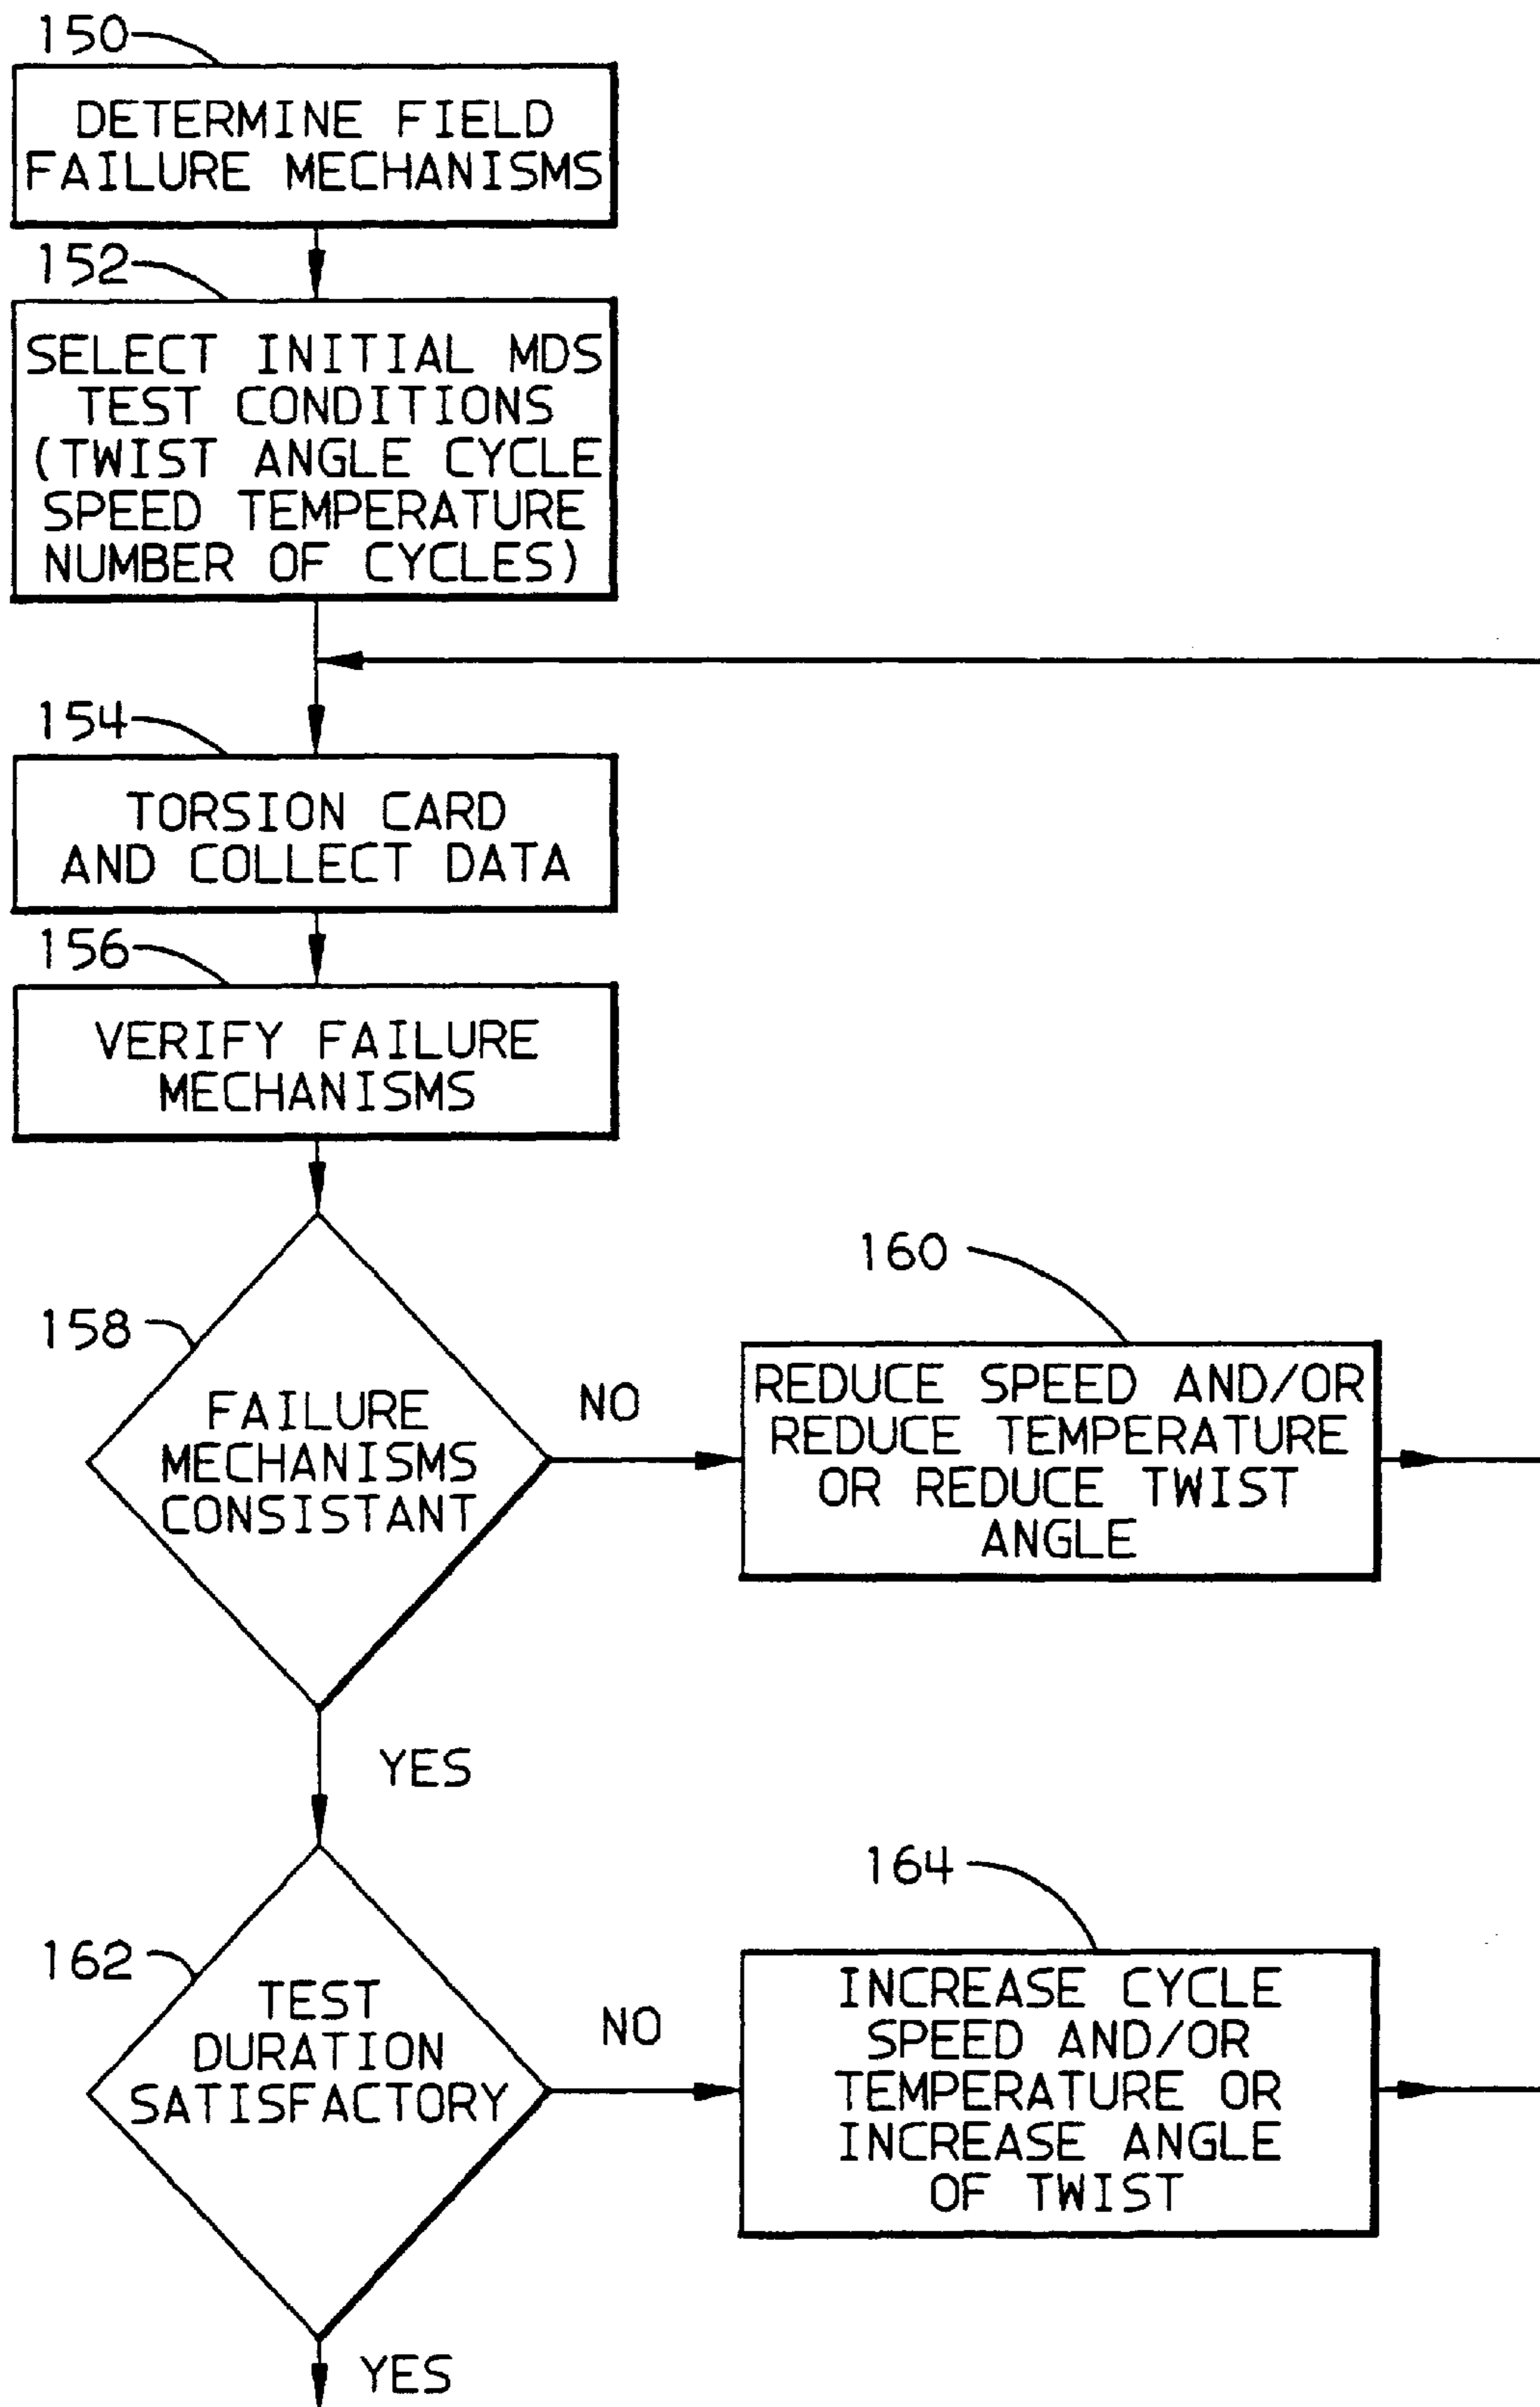 150
DETERMINE FIELD
FAILURE MECHANISMS
152
SELECT INITIAL MDS
TEST CONDITIONS
(TWIST ANGLE CYCLE
SPEED TEMPERATURE
NUMBER OF CYCLES)
154
TORSION CARD
AND COLLECT DATA
156
VERIFY FAILURE
MECHANISMS
158
FAILURE
MECHANISMS
CONSISTANT
NO
160
REDUCE SPEED AND/OR
REDUCE TEMPERATURE
OR REDUCE TWIST
ANGLE
YES
162
TEST
DURATION
SATISFACTORY
NO
164
INCREASE CYCLE
SPEED AND/OR
TEMPERATURE OR
INCREASE ANGLE
OF TWIST
YES